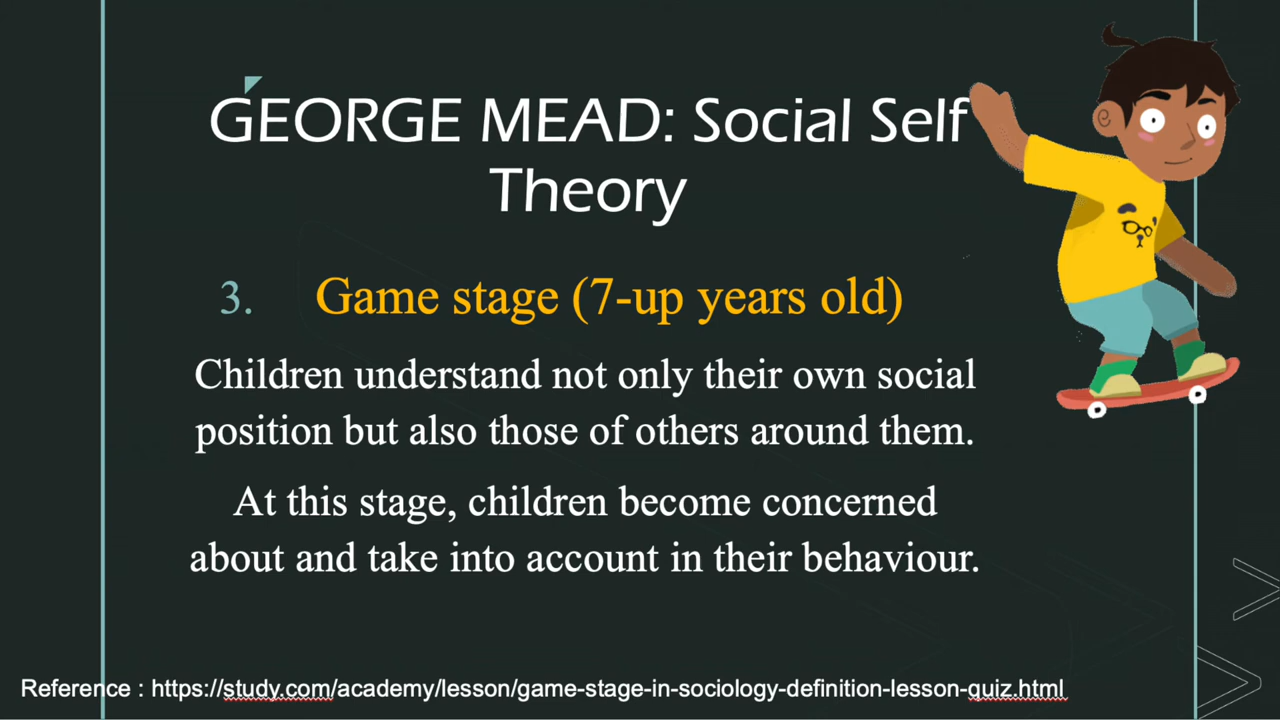 GEORGE MEAD: Social Self
Theory
3. Game stage (7-up years old)
Children understand not only their own social
position but also those of others around them.
At this stage, children become concerned
about and take into account in their behaviour.
Reference : https://study.com/academy/lesson/game-stage-in-sociology-definition-lesson-quiz.html